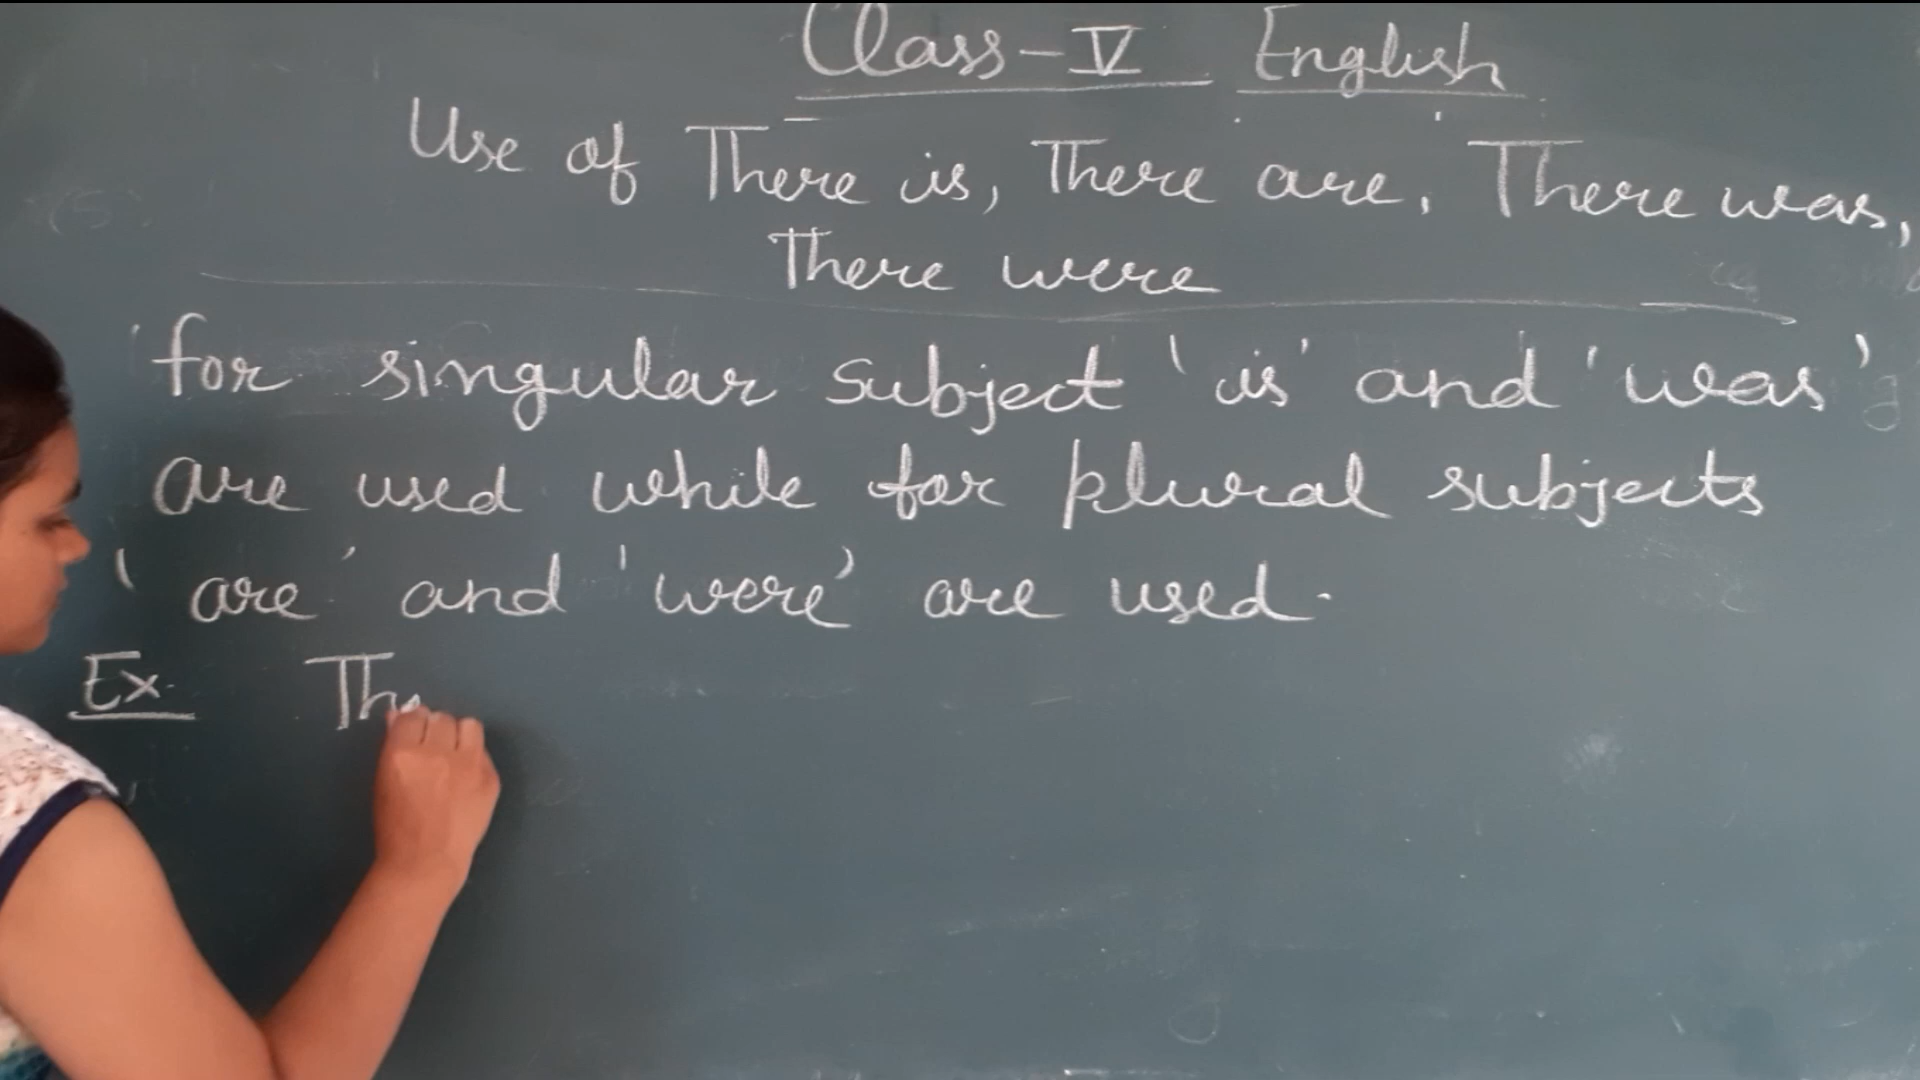 Class-V English
Use of There is, There are, There was,
There were
for singular subject 'is' and 'was'
are used while for plural subjects
'are' and 'were' are used.
Ex. The